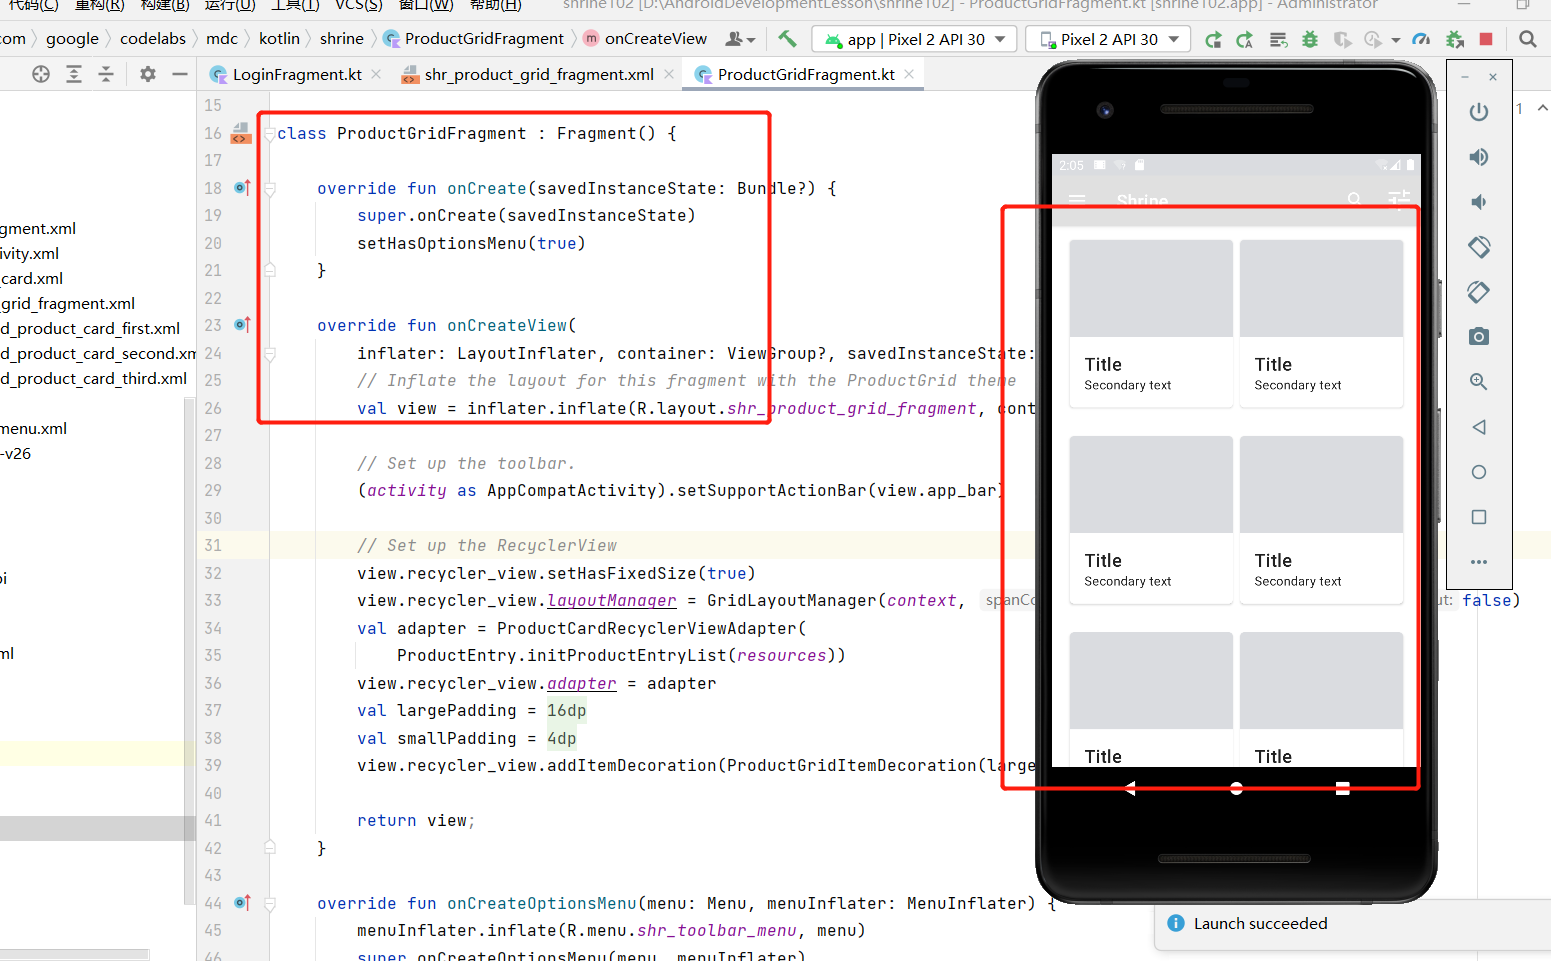 代码(C) 重构(R) 构建(B) 运行(U) 工具(T) VCS(S) 窗口(W) 帮助(H) shrine102 [D:\AndroidDevelopmentLesson\shrine102] - ProductGridFragment.kt [shrine102.app] - Administrator
com google codelabs mdc kotlin shrine ProductGridFragment onCreateView app | Pixel 2 API 30 Pixel 2 API 30
LoginFragment.kt shr_product_grid_fragment.xml ProductGridFragment.kt
gment.xml
ivity.xml
_card.xml
grid_fragment.xml
d_product_card_first.xml
d_product_card_second.xm
d_product_card_third.xml
menu.xml
-v26
oi
ml
15
16 class ProductGridFragment : Fragment() {
17
18 override fun onCreate(savedInstanceState: Bundle?) {
19 super.onCreate(savedInstanceState)
20 setHasOptionsMenu(true)
21 }
22
23 override fun onCreateView(
24 inflater: LayoutInflater, container: ViewGroup?, savedInstanceState:
25 // Inflate the layout for this fragment with the ProductGrid theme
26 val view = inflater.inflate(R.layout.shr_product_grid_fragment, cont
27
28 // Set up the toolbar.
29 (activity as AppCompatActivity).setSupportActionBar(view.app_bar)
30
31 // Set up the RecyclerView
32 view.recycler_view.setHasFixedSize(true)
33 view.recycler_view.layoutManager = GridLayoutManager(context, spanCo ut: false)
34 val adapter = ProductCardRecyclerViewAdapter(
35 ProductEntry.initProductEntryList(resources))
36 view.recycler_view.adapter = adapter
37 val largePadding = 16dp
38 val smallPadding = 4dp
39 view.recycler_view.addItemDecoration(ProductGridItemDecoration(large
40
41 return view;
42 }
43
44 override fun onCreateOptionsMenu(menu: Menu, menuInflater: MenuInflater) {
45 menuInflater.inflate(R.menu.shr_toolbar_menu, menu)
46 super.onCreateOptionsMenu(menu, menuInflater)
1
2:05
Shrine
Title Title
Secondary text Secondary text
Title Title
Secondary text Secondary text
Title Title
Launch succeeded